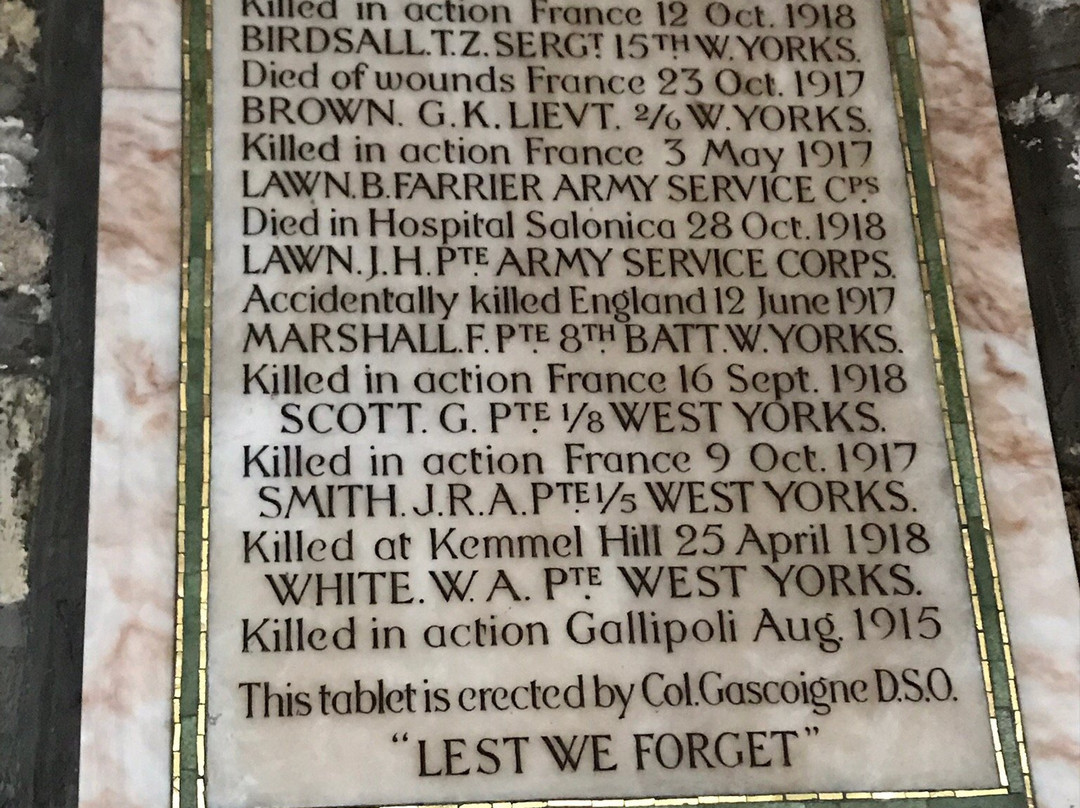 Killed in action France 12 Oct. 1918
BIRDSALL.T.Z. SERGT. 15TH W. YORKS.
Died of wounds France 23 Oct. 1917
BROWN. G.K. LIEVT. 2/6 W. YORKS.
Killed in action France 3 May 1917
LAWN. B. FARRIER ARMY SERVICE CPS
Died in Hospital Salonica 28 Oct. 1918
LAWN. J.H. PTE ARMY SERVICE CORPS.
Accidentally killed England 12 June 1917
MARSHALL. F. PTE. 8TH BATT. W. YORKS.
Killed in action France 16 Sept. 1918
SCOTT. G. PTE. 1/8 WEST YORKS.
Killed in action France 9 Oct. 1917
SMITH. J.R.A. PTE. 1/5 WEST YORKS.
Killed at Kemmel Hill 25 April 1918
WHITE. W. A. PTE. WEST YORKS.
Killed in action Gallipoli Aug. 1915
This tablet is erected by Col. Gascoigne D.S.O.
"LEST WE FORGET"